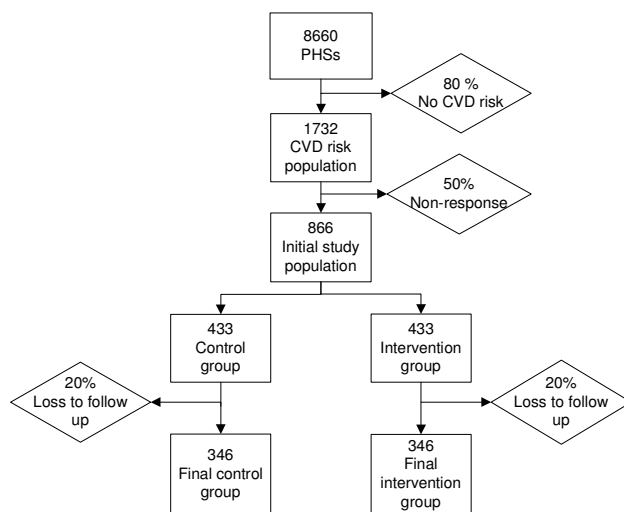 8660
PHSs
80 %
No CVD risk
1732
CVD risk
population
50%
Non-response
866
Initial study
population
433
Control
group
433
Intervention
group
20%
Loss to follow
up
20%
Loss to follow
up
346
Final control
group
346
Final
intervention
group